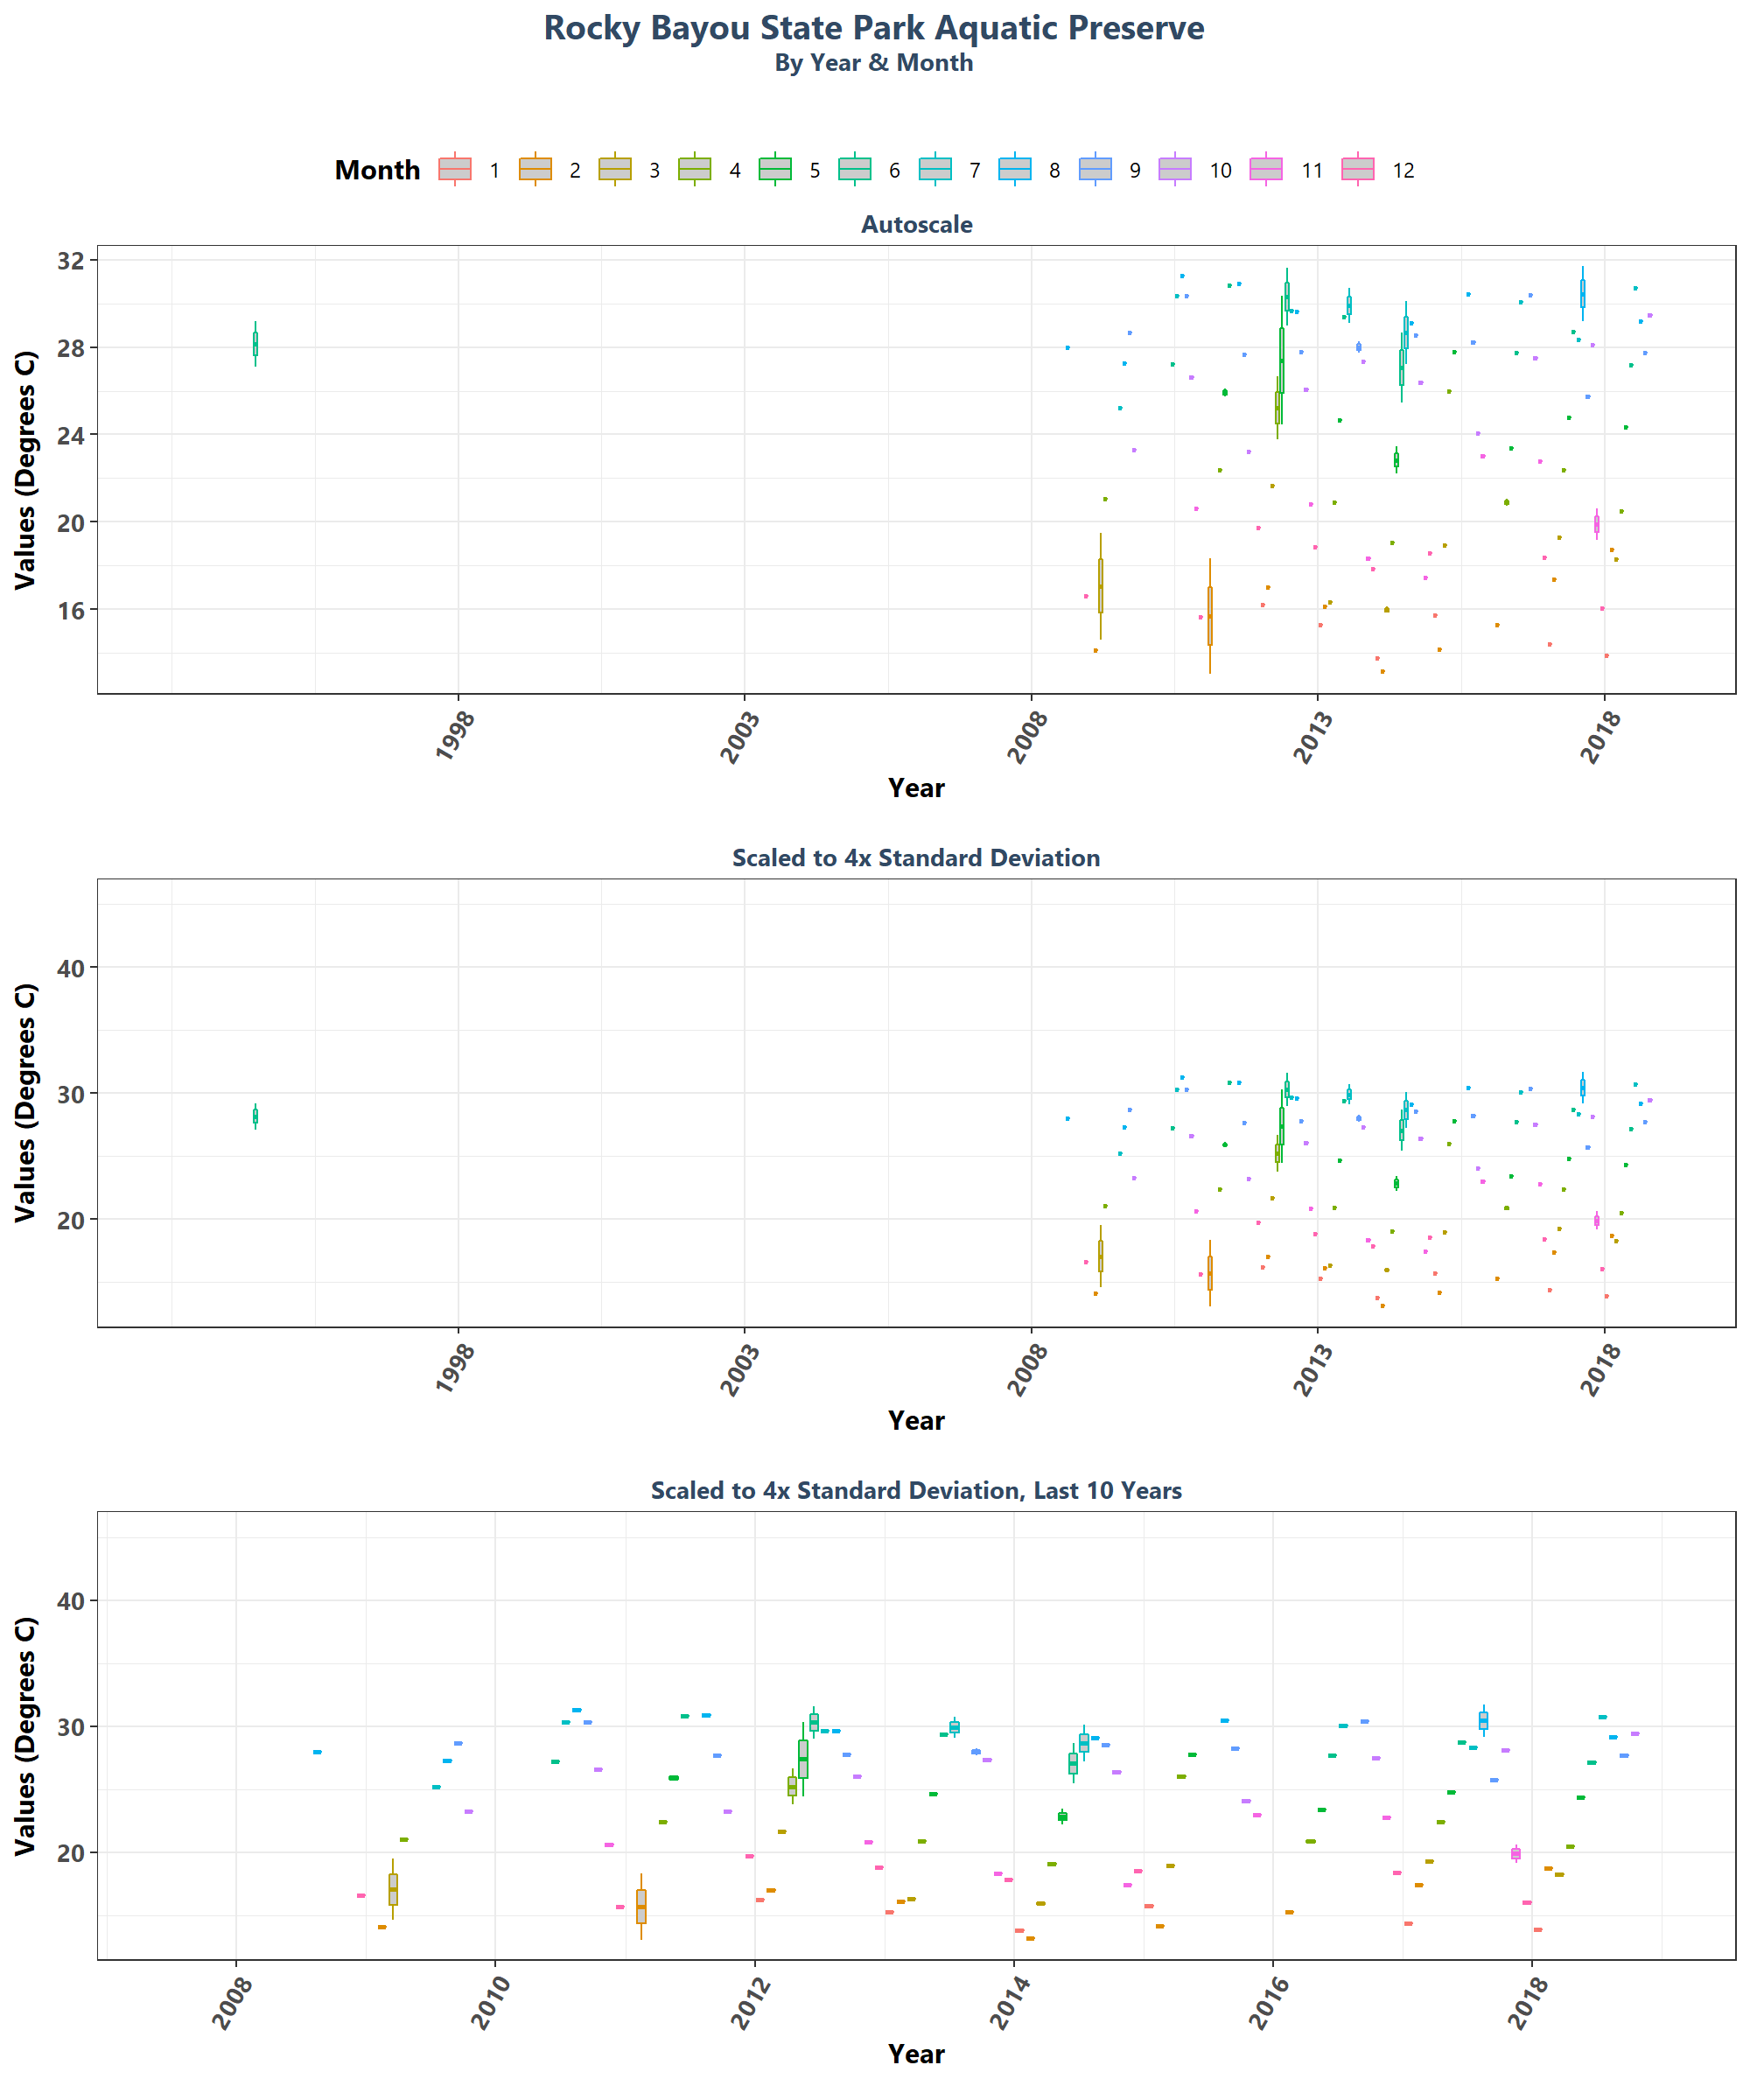 Rocky Bayou State Park Aquatic Preserve
By Year & Month
Month 1 2 3 4 5 6 7 8 9 10 11 12
Autoscale
Values (Degrees C)
32
28
24
20
16
1998 2003 2008 2013 2018
Year
Scaled to 4x Standard Deviation
Values (Degrees C)
40
30
20
1998 2003 2008 2013 2018
Year
Scaled to 4x Standard Deviation, Last 10 Years
Values (Degrees C)
40
30
20
2008 2010 2012 2014 2016 2018
Year